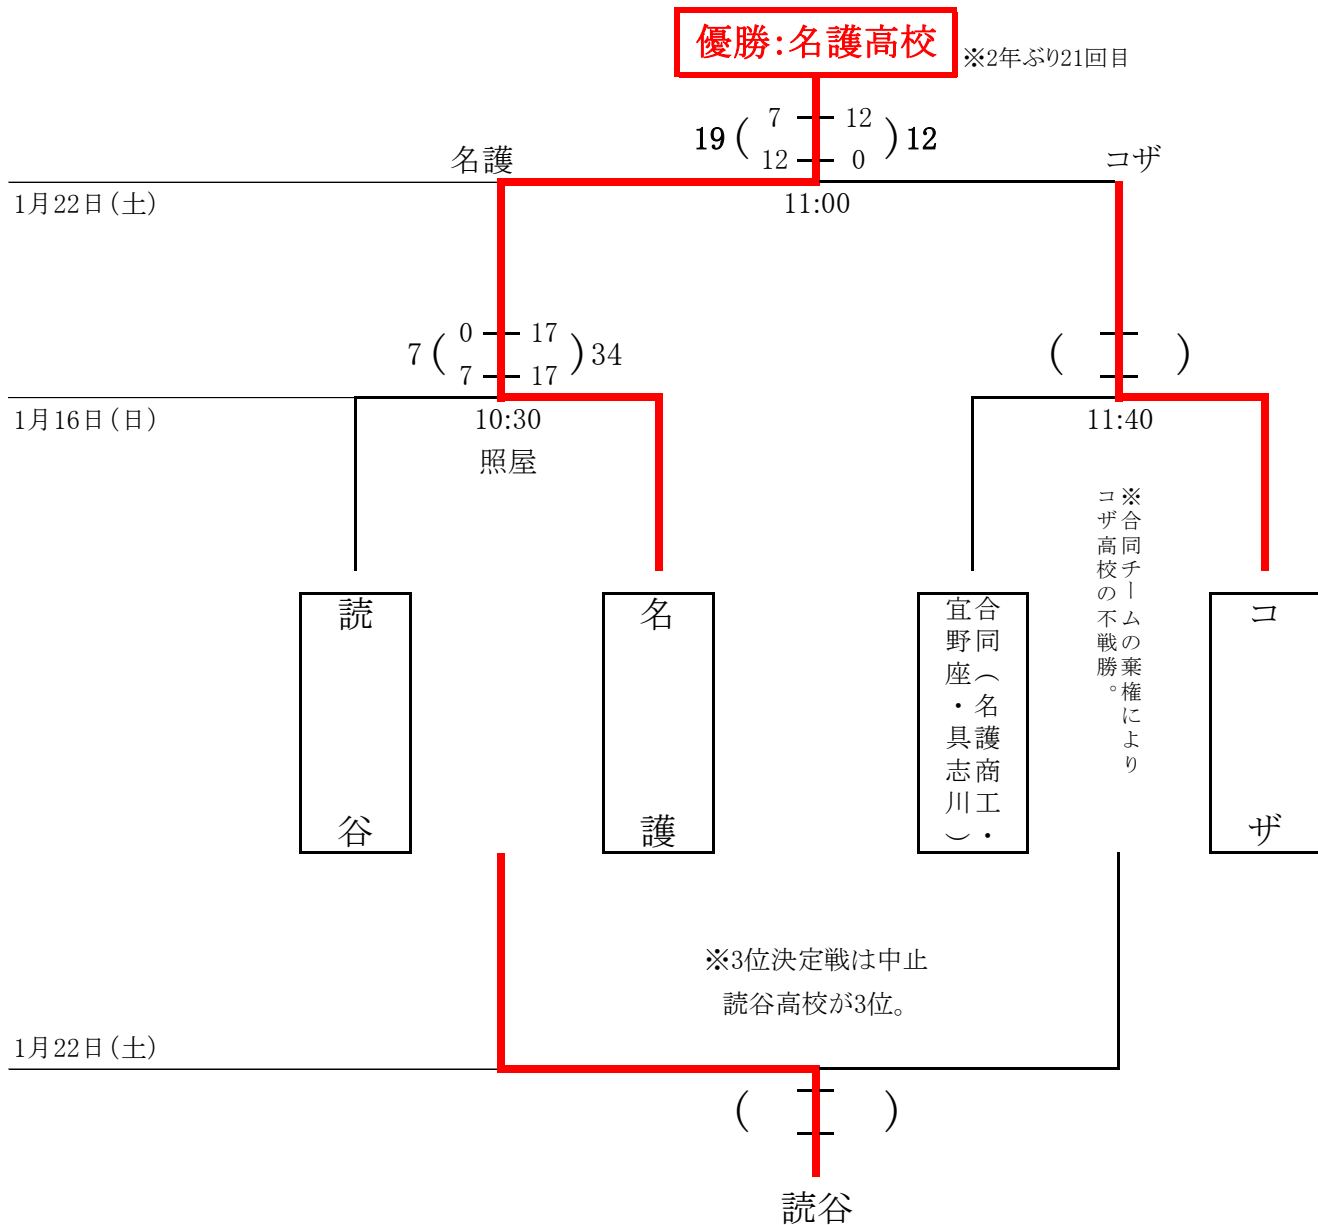 優勝：名護高校
※2年ぶり21回目
19 ( 7 12 ) 12
12 0
名護
コザ
1月22日（土）
11:00
7 ( 0 17 ) 34
7 17
( )
1月16日（日）
10:30
11:40
照屋
※合同チームの棄権により
コザ高校の不戦勝。
読谷
名護
合同（名護商工・
宜野座・具志川）
コザ
※3位決定戦は中止
読谷高校が3位。
1月22日（土）
( )
読谷